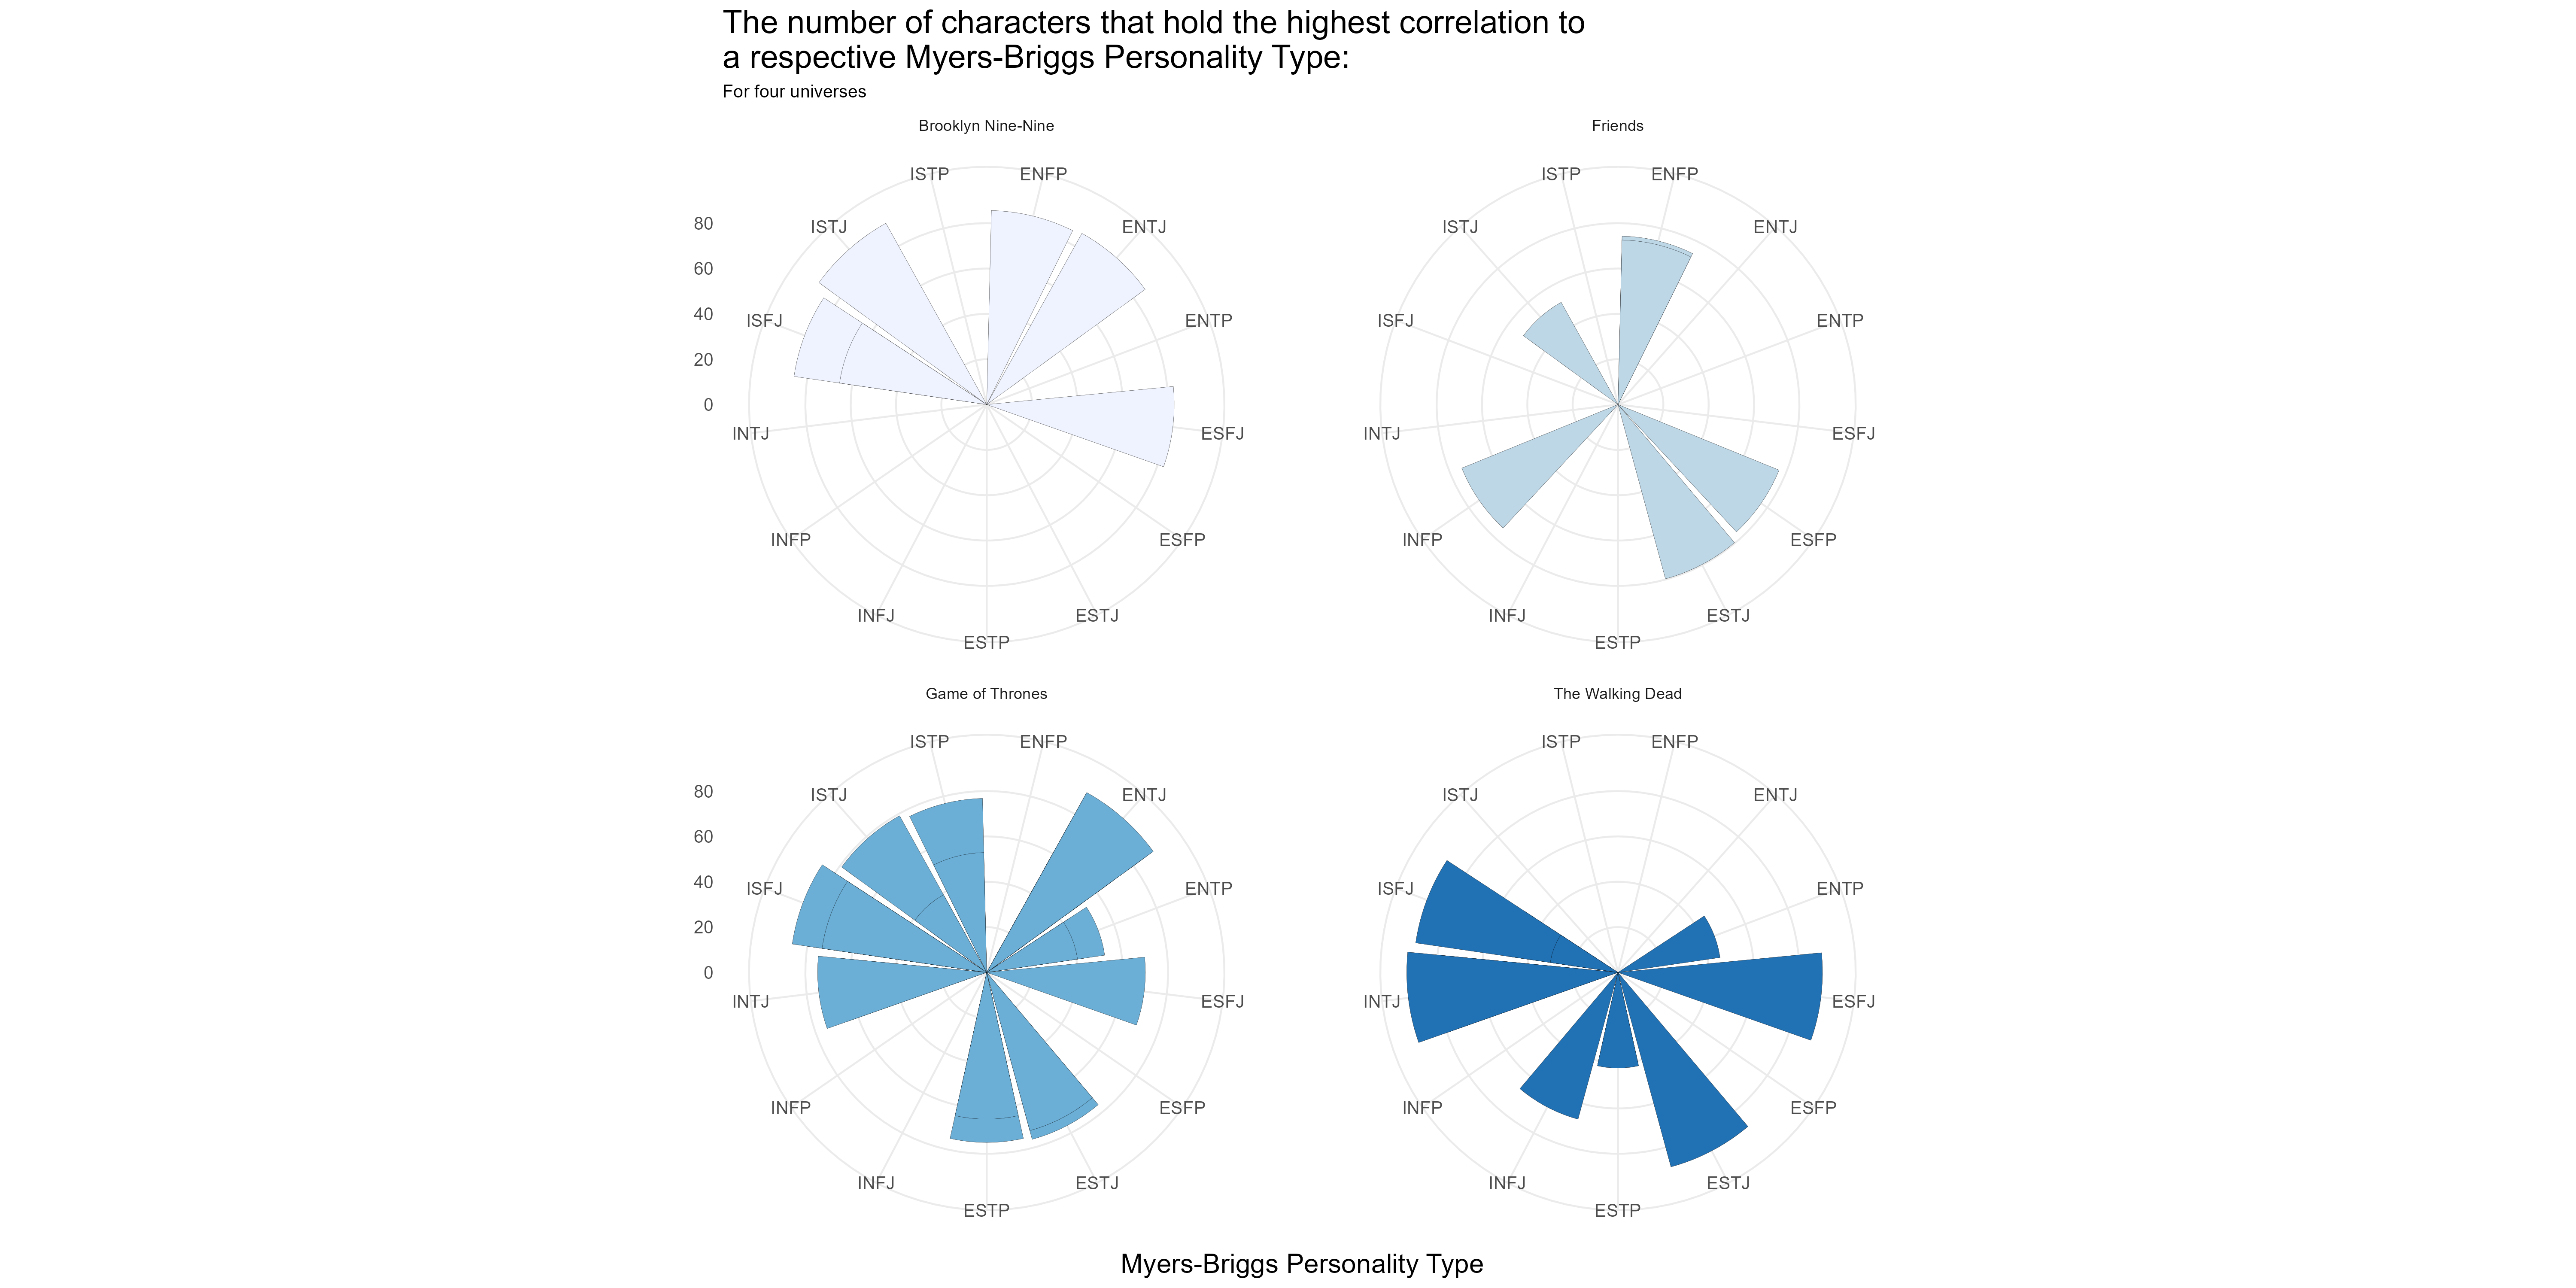 The number of characters that hold the highest correlation to
a respective Myers-Briggs Personality Type:
For four universes
Brooklyn Nine-Nine
ISTP
ENFP
ISTJ
ENTJ
ISFJ
ENTP
INTJ
ESFJ
INFP
ESFP
INFJ
ESTJ
ESTP
80
60
40
20
0
Friends
ISTP
ENFP
ISTJ
ENTJ
ISFJ
ENTP
INTJ
ESFJ
INFP
ESFP
INFJ
ESTJ
ESTP
Game of Thrones
ISTP
ENFP
ISTJ
ENTJ
ISFJ
ENTP
INTJ
ESFJ
INFP
ESFP
INFJ
ESTJ
ESTP
80
60
40
20
0
The Walking Dead
ISTP
ENFP
ISTJ
ENTJ
ISFJ
ENTP
INTJ
ESFJ
INFP
ESFP
INFJ
ESTJ
ESTP
Myers-Briggs Personality Type